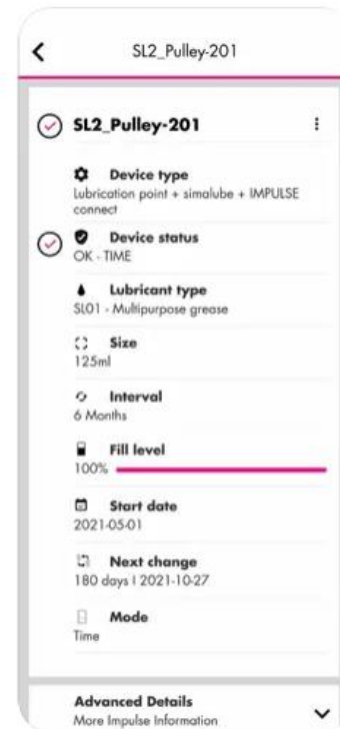 SL2_Pulley-201
SL2_Pulley-201
Device type
Lubrication point + simalube + IMPULSE
connect
Device status
OK - TIME
Lubricant type
SL01 - Multipurpose grease
Size
125ml
Interval
6 Months
Fill level
100%
Start date
2021-05-01
Next change
180 days | 2021-10-27
Mode
Time
Advanced Details
More Impulse Information